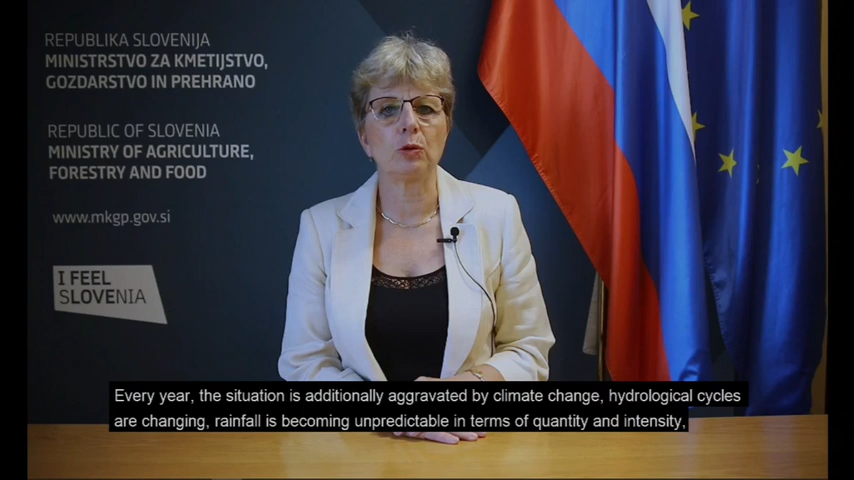 REPUBLIKA SLOVENIJA
MINISTRSTVO ZA KMETIJSTVO,
GOZDARSTVO IN PREHRANO
REPUBLIC OF SLOVENIA
MINISTRY OF AGRICULTURE,
FORESTRY AND FOOD
www.mkgp.gov.si
I FEEL
SLOVENIA
Every year, the situation is additionally aggravated by climate change, hydrological cycles
are changing, rainfall is becoming unpredictable in terms of quantity and intensity,